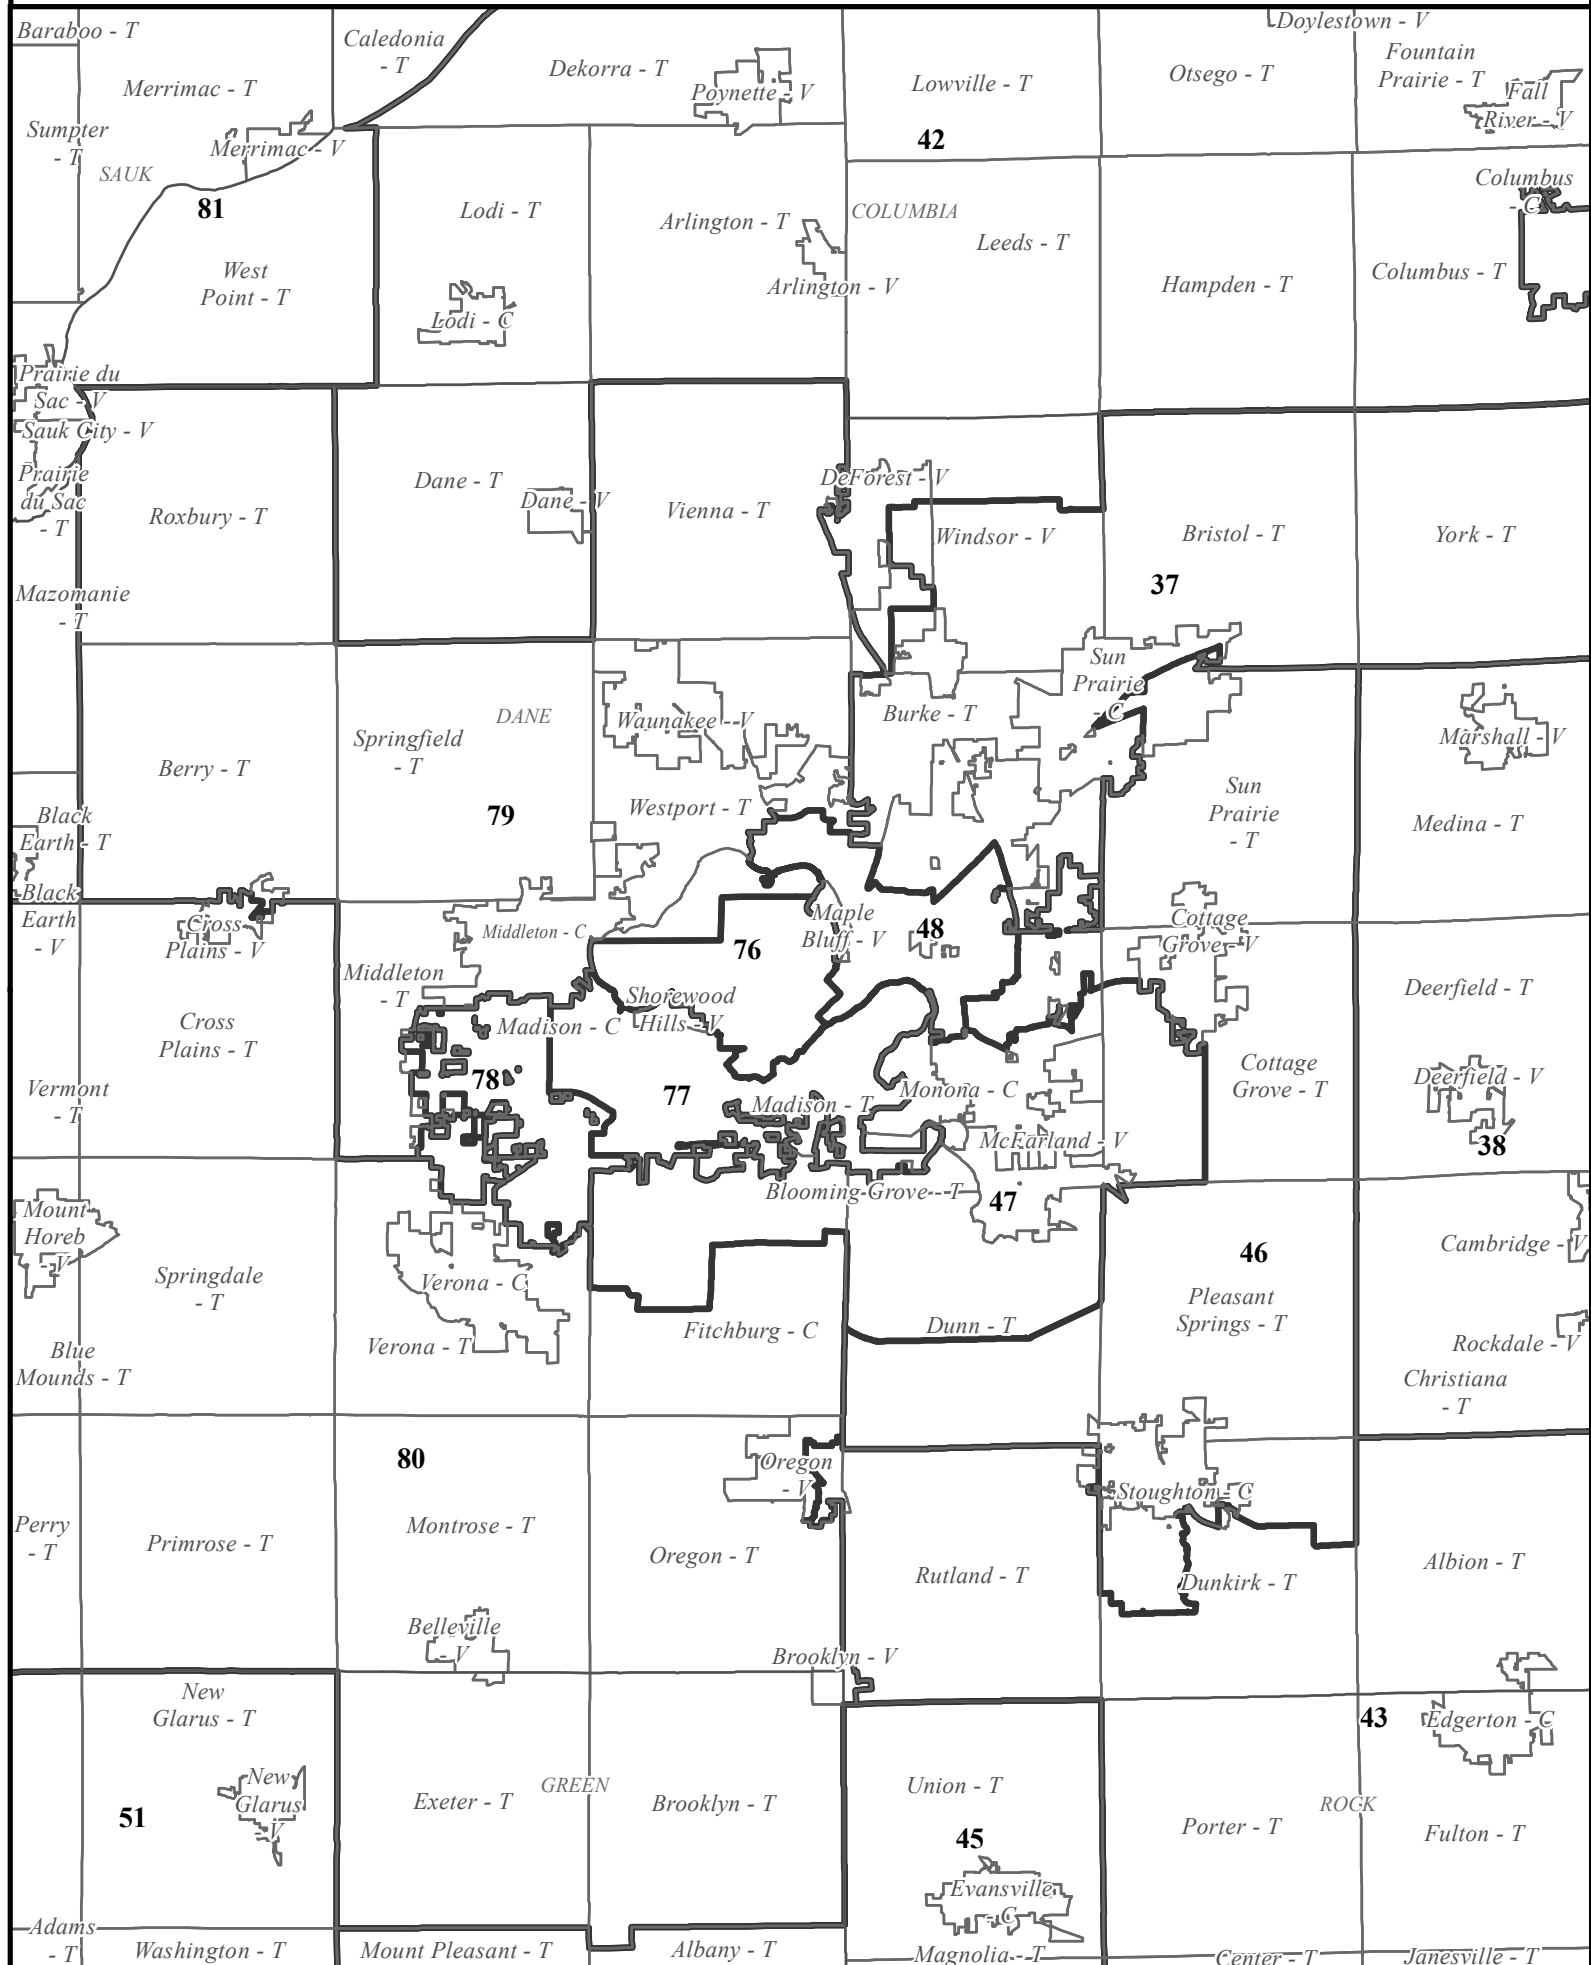 Baraboo - T
Caledonia
- T
Doylestown - V
Merrimac - T
Dekorra - T
Poynette - V
Lowville - T
Otsego - T
Fountain
Prairie - T
Fall
River - V
Sumpter
- T
Merrimac - V
SAUK
42
81
Lodi - T
Arlington - T
COLUMBIA
Leeds - T
Columbus
- C
West
Point - T
Lodi - C
Arlington - V
Hampden - T
Columbus - T
Prairie du
Sac - V
Sauk City - V
Prairie
du Sac
- T
Roxbury - T
Dane - T
Dane - V
Vienna - T
DeForest - V
Windsor - V
Bristol - T
York - T
37
Mazomanie
- T
Sun
Prairie
- C
Berry - T
Springfield
- T
DANE
Waunakee - V
Burke - T
Marshall - V
79
Westport - T
Sun
Prairie
- T
Medina - T
Black
Earth - T
Black
Earth
- V
Cross
Plains - V
Middleton - C
76
Maple
Bluff - V
48
Cottage
Grove - V
Middleton
- T
Cross
Plains - T
Shorewood
Hills - V
Madison - C
Deerfield - T
Vermont
- T
78
77
Madison - T
Monona - C
Cottage
Grove - T
Deerfield - V
38
McFarland - V
Blooming Grove - T
47
Mount
Horeb
- V
Springdale
- T
Verona - C
46
Cambridge - V
Blue
Mounds - T
Verona - T
Fitchburg - C
Dunn - T
Pleasant
Springs - T
Rockdale - V
Christiana
- T
80
Oregon
- V
Stoughton - C
Perry
- T
Primrose - T
Montrose - T
Oregon - T
Rutland - T
Dunkirk - T
Albion - T
Belleville
- V
Brooklyn - V
New
Glarus - T
43
Edgerton - C
New
Glarus
- V
51
Exeter - T
GREEN
Brooklyn - T
Union - T
45
Porter - T
ROCK
Fulton - T
Evansville
- C
Adams
- T
Washington - T
Mount Pleasant - T
Albany - T
Magnolia - T
Center - T
Janesville - T